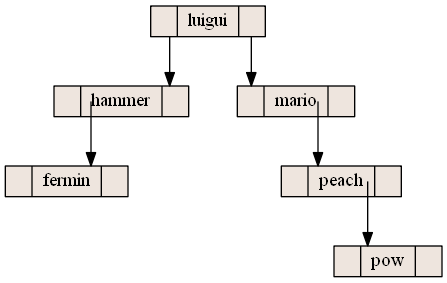 luigui
hammer
mario
fermin
peach
pow